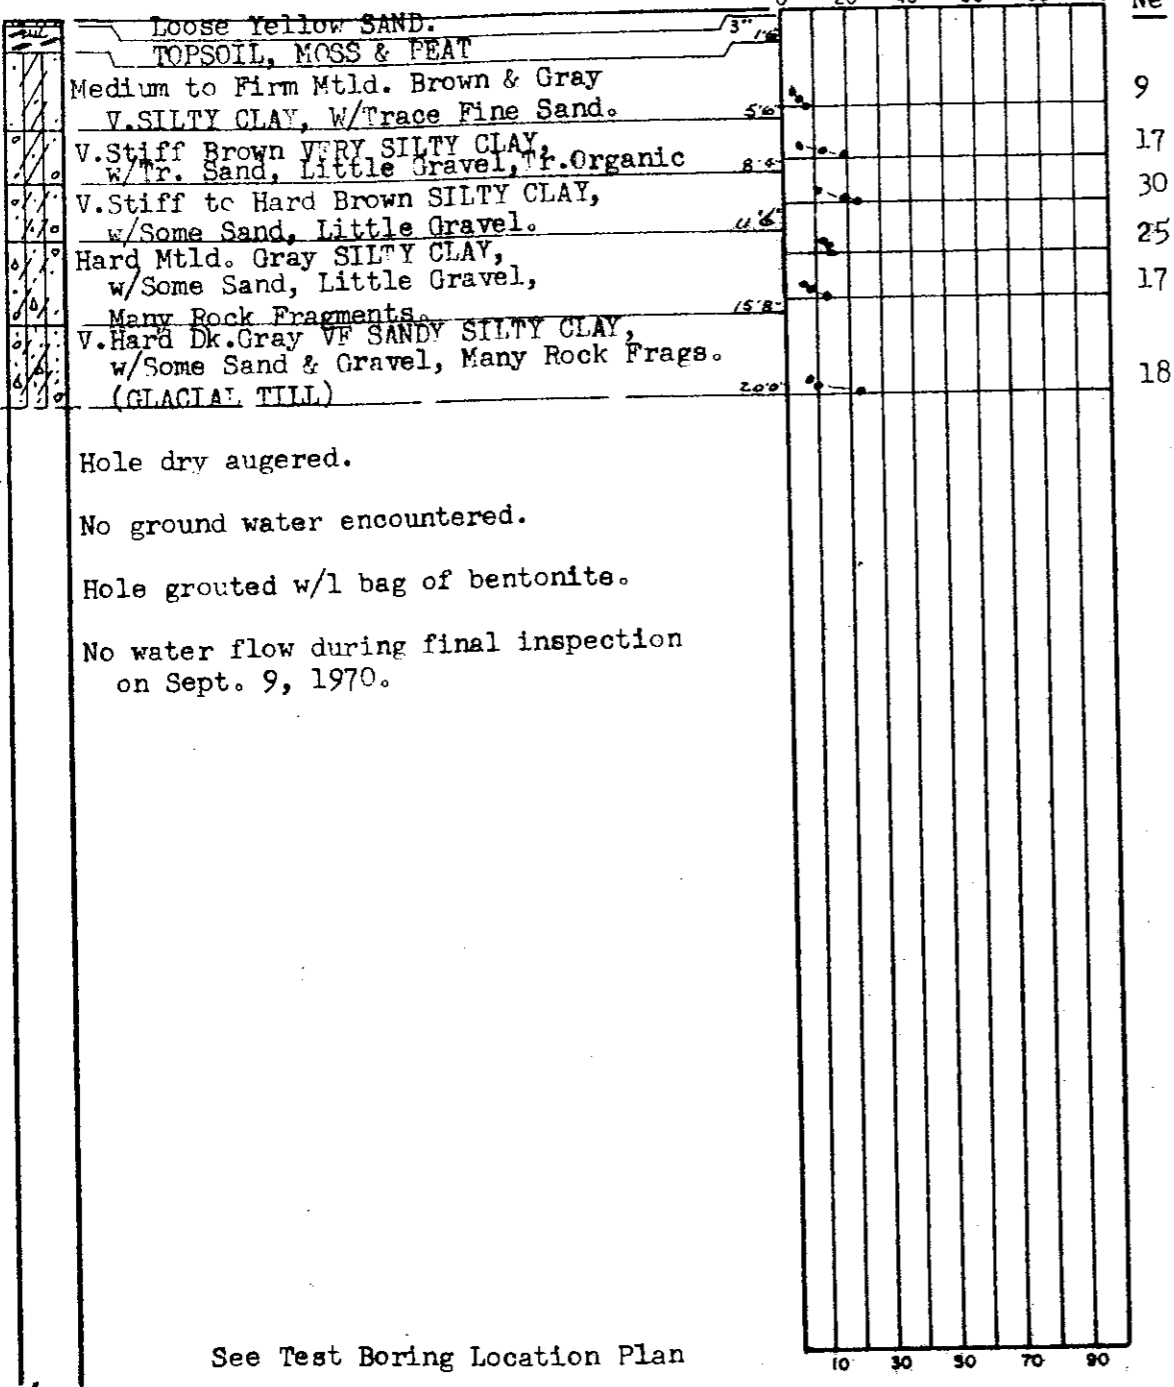 0 20 40 Ne
Loose Yellow SAND. 3"
TOPSOIL, MOSS & PEAT 1'6"
Medium to Firm Mtld. Brown & Gray 9
V.SILTY CLAY, W/Trace Fine Sand. 5'6"
V.Stiff Brown VERY SILTY CLAY, 17
w/Tr. Sand, Little Gravel,Tr.Organic
V.Stiff to Hard Brown SILTY CLAY, 30
w/Some Sand, Little Gravel. 11'6" 25
Hard Mtld. Gray SILTY CLAY,
w/Some Sand, Little Gravel, 17
Many Rock Fragments. 15'8"
V.Hard Dk.Gray VF SANDY SILTY CLAY,
w/Some Sand & Gravel, Many Rock Frags. 18
(GLACIAL TILL) 20'0"
Hole dry augered.
No ground water encountered.
Hole grouted w/1 bag of bentonite.
No water flow during final inspection
on Sept. 9, 1970.
See Test Boring Location Plan
10 30 50 70 90